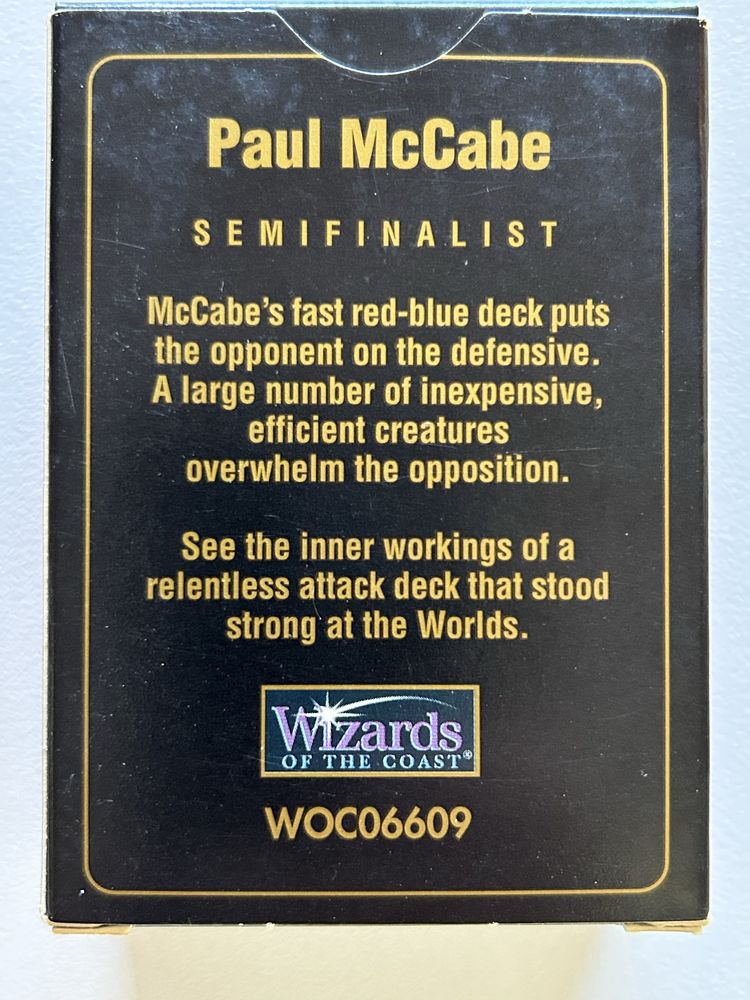 Paul McCabe
SEMIFINALIST
McCabe's fast red-blue deck puts
the opponent on the defensive.
A large number of inexpensive,
efficient creatures
overwhelm the opposition.
See the inner workings of a
relentless attack deck that stood
strong at the Worlds.
Wizards
OF THE COAST®
WOC06609